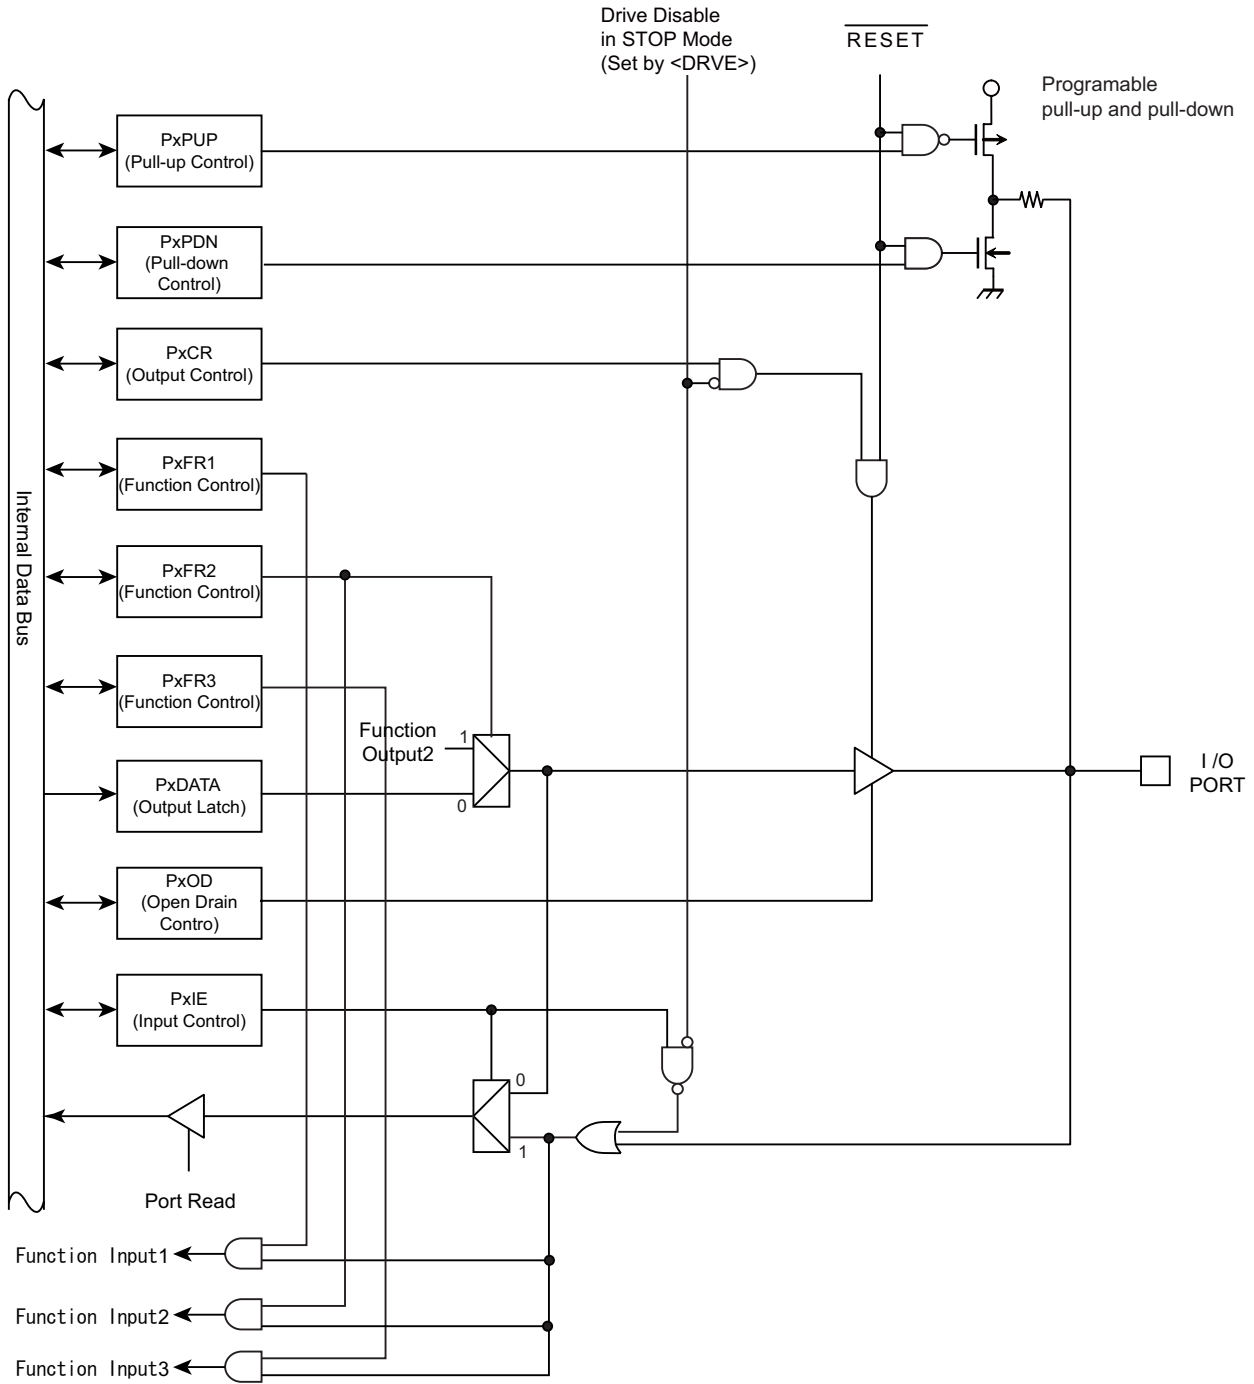 Drive Disable
in STOP Mode
(Set by <DRVE>)
RESET
Programable
pull-up and pull-down
PxPUP
(Pull-up Control)
PxPDN
(Pull-down
Control)
PxCR
(Output Control)
PxFR1
(Function Control)
Internal Data Bus
PxFR2
(Function Control)
PxFR3
(Function Control)
Function
Output2
1
0
PxDATA
(Output Latch)
I /O
PORT
PxOD
(Open Drain
Contro)
PxIE
(Input Control)
0
1
Port Read
Function Input1
Function Input2
Function Input3